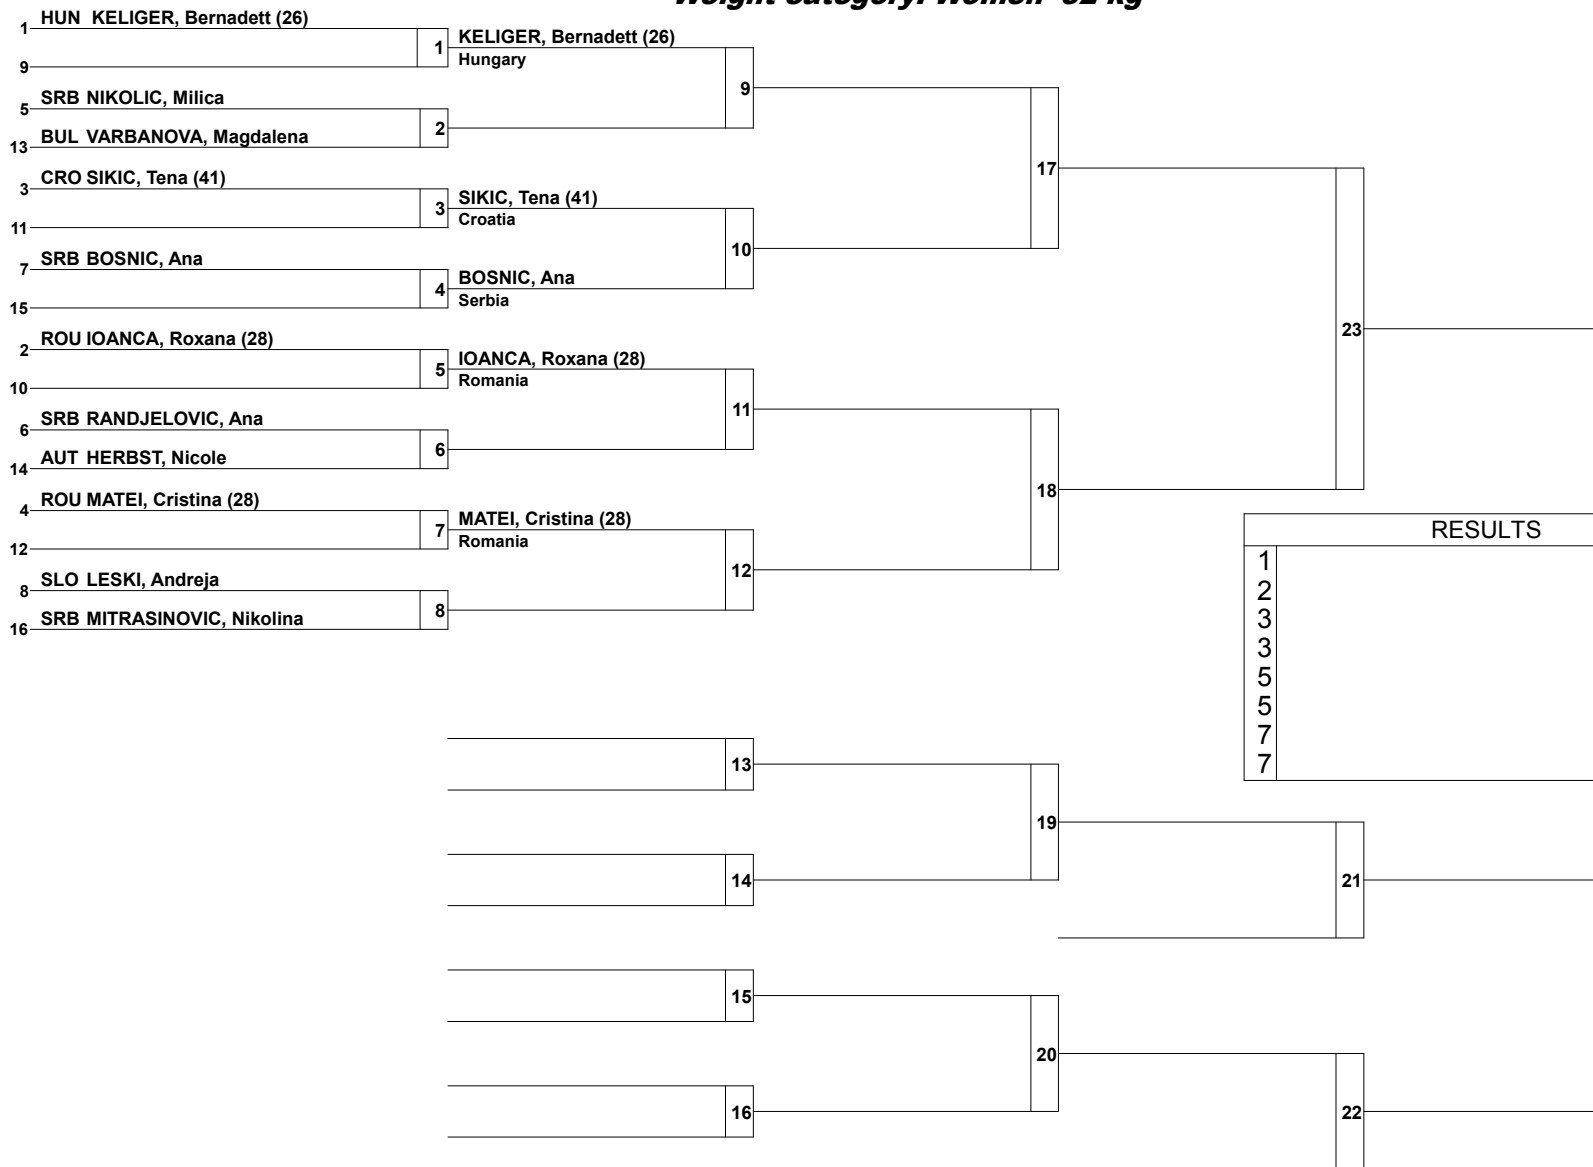 Weight category: Women -52 kg
1 HUN KELIGER, Bernadett (26)
9
1 KELIGER, Bernadett (26)
Hungary
5 SRB NIKOLIC, Milica
13 BUL VARBANOVA, Magdalena
2
9
3 CRO SIKIC, Tena (41)
11
3 SIKIC, Tena (41)
Croatia
7 SRB BOSNIC, Ana
15
4 BOSNIC, Ana
Serbia
10
17
2 ROU IOANCA, Roxana (28)
10
5 IOANCA, Roxana (28)
Romania
6 SRB RANDJELOVIC, Ana
14 AUT HERBST, Nicole
6
11
4 ROU MATEI, Cristina (28)
12
7 MATEI, Cristina (28)
Romania
8 SLO LESKI, Andreja
16 SRB MITRASINOVIC, Nikolina
8
12
18
23
RESULTS
1
2
3
3
5
5
7
7
13
14
19
21
15
16
20
22